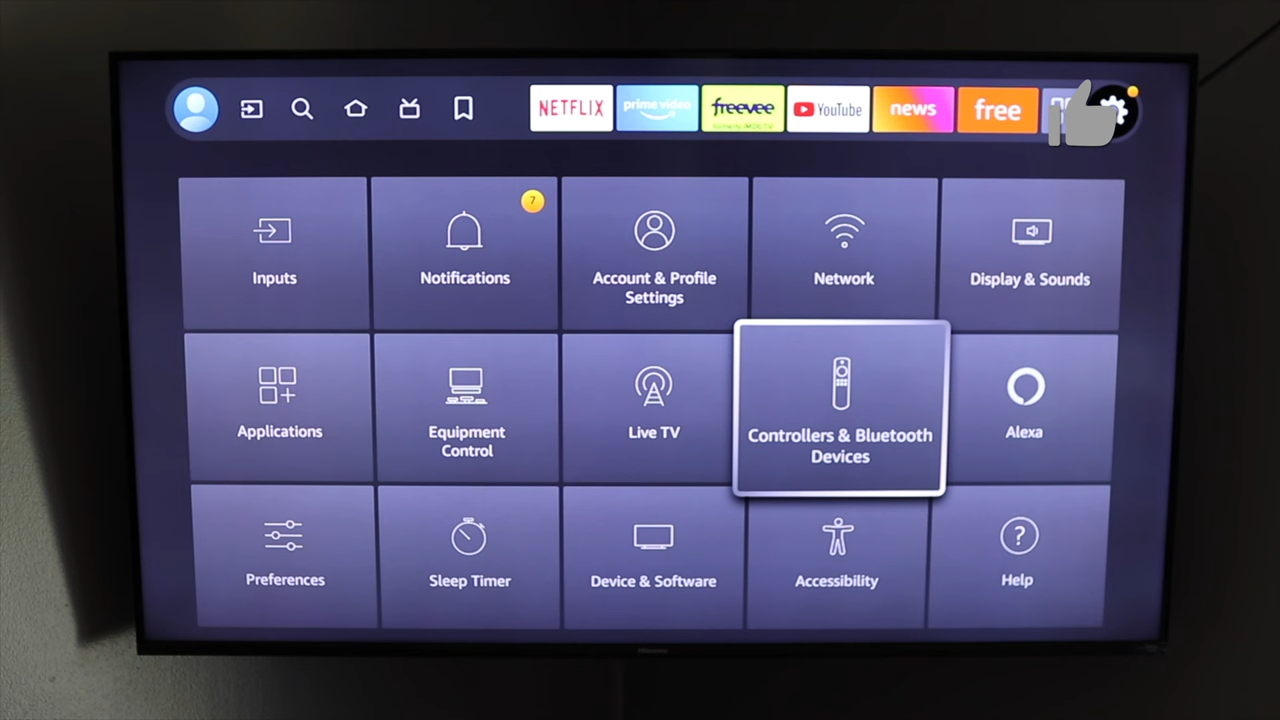 NETFLIX
prime video
freevee
YouTube
news
free
7
Inputs
Notifications
Account & Profile
Settings
Network
Display & Sounds
Applications
Equipment
Control
Live TV
Controllers & Bluetooth
Devices
Alexa
Preferences
Sleep Timer
Device & Software
Accessibility
Help
Hisense